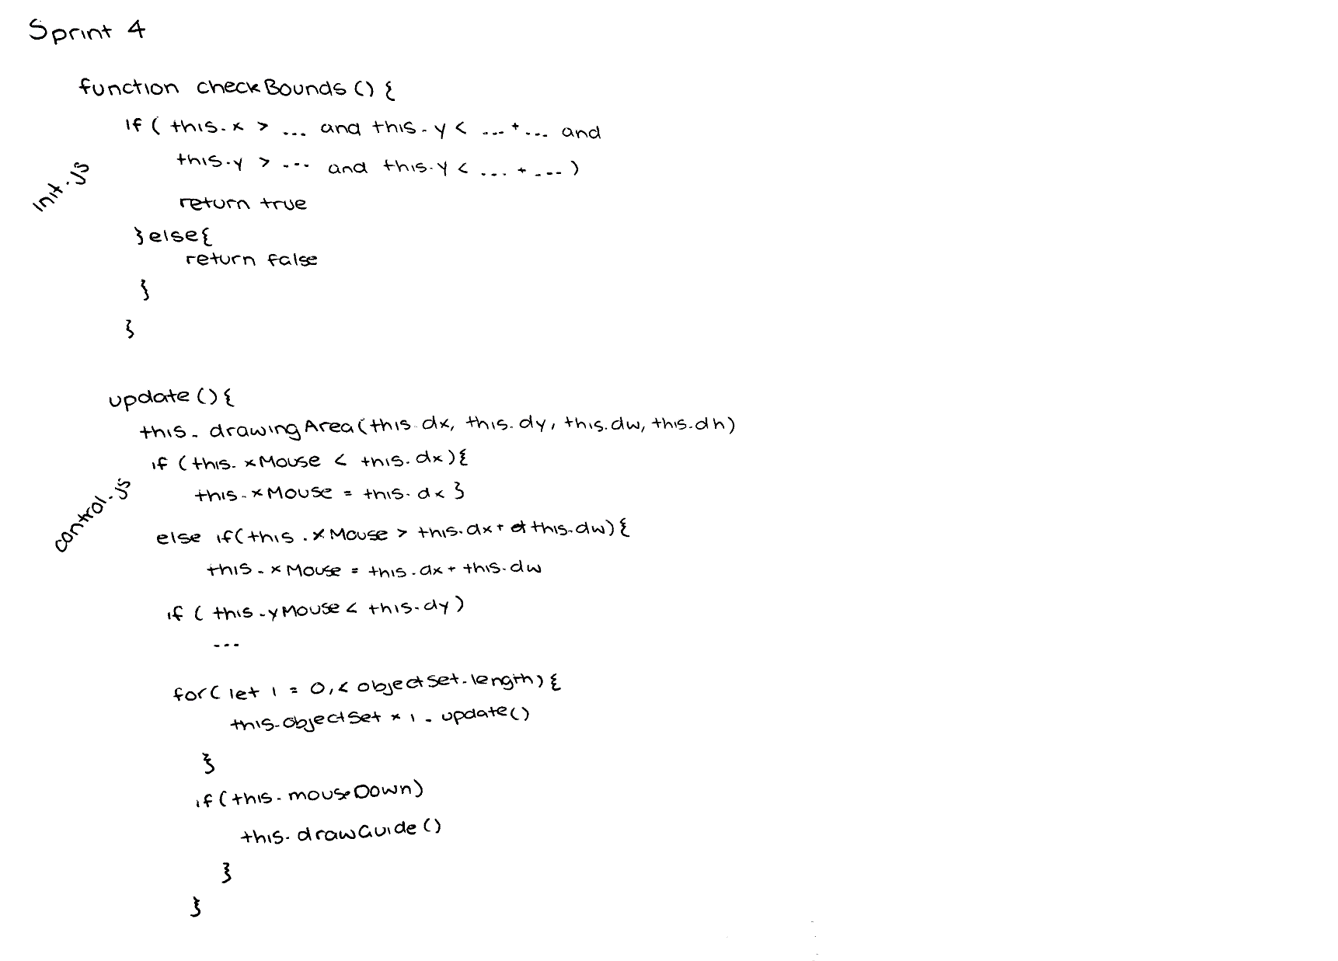 Sprint 4
function checkBounds () {
if ( this.x > ... and this.y < ... + ... and
this.y > ... and this.y < ... + ... )
init.js
return true
} else {
return false
}
}
update () {
this. drawingArea (this.dx, this.dy, this.dw, this.dh)
if (this. xMouse < this.dx) {
this.xMouse = this.dx }
control.js
else if (this.xMouse > this.dx + this.dw) {
this.xMouse = this.dx + this.dw
if ( this.yMouse < this.dy )
...
for ( let i = 0, < objectSet.length) {
this.objectSet * i . update ()
}
if (this.mouseDown)
this.drawGuide ()
}
}